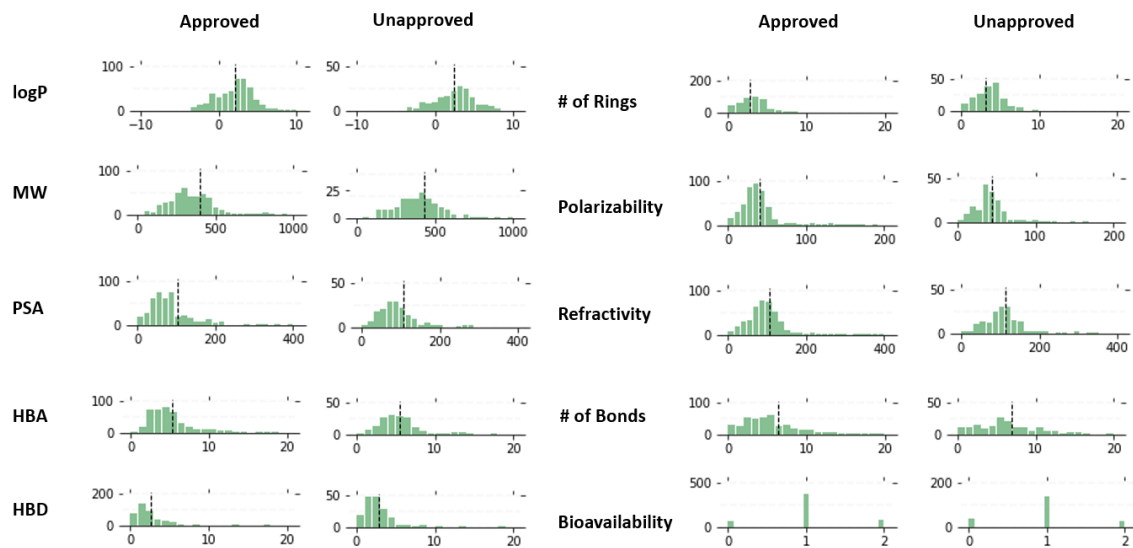 Approved Unapproved Approved Unapproved
logP
100
0
−10 0 10
50
0
−10 0 10
# of Rings
200
0
0 10 20
50
0
0 10 20
MW
100
0
0 500 1000
25
0
0 500 1000
Polarizability
100
0
0 100 200
50
0
0 100 200
PSA
100
0
0 200 400
50
0
0 200 400
Refractivity
100
0
0 200 400
50
0
0 200 400
HBA
100
0
0 10 20
50
0
0 10 20
# of Bonds
100
0
0 10 20
50
0
0 10 20
HBD
200
0
0 10 20
50
0
0 10 20
Bioavailability
500
0
0 1 2
200
0
0 1 2